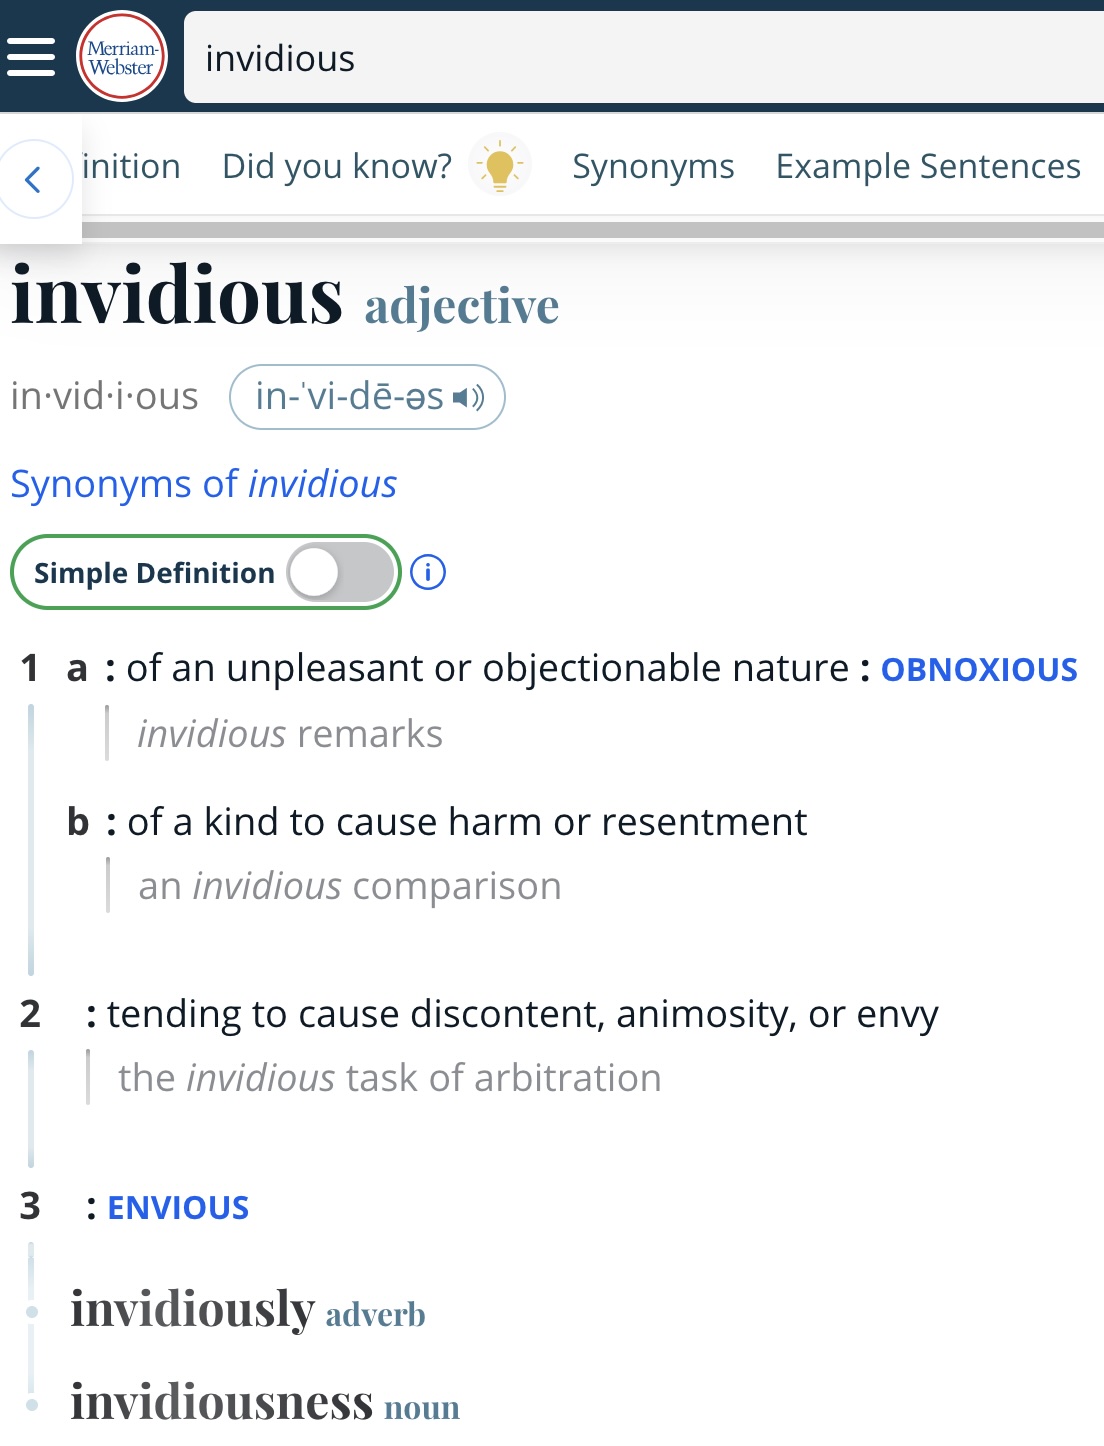 Merriam-
Webster
invidious
inition Did you know? Synonyms Example Sentences
invidious adjective
in·vid·i·ous in-ˈvi-dē-əs
Synonyms of invidious
Simple Definition
1 a : of an unpleasant or objectionable nature : OBNOXIOUS
invidious remarks
b : of a kind to cause harm or resentment
an invidious comparison
2 : tending to cause discontent, animosity, or envy
the invidious task of arbitration
3 : ENVIOUS
invidiously adverb
invidiousness noun